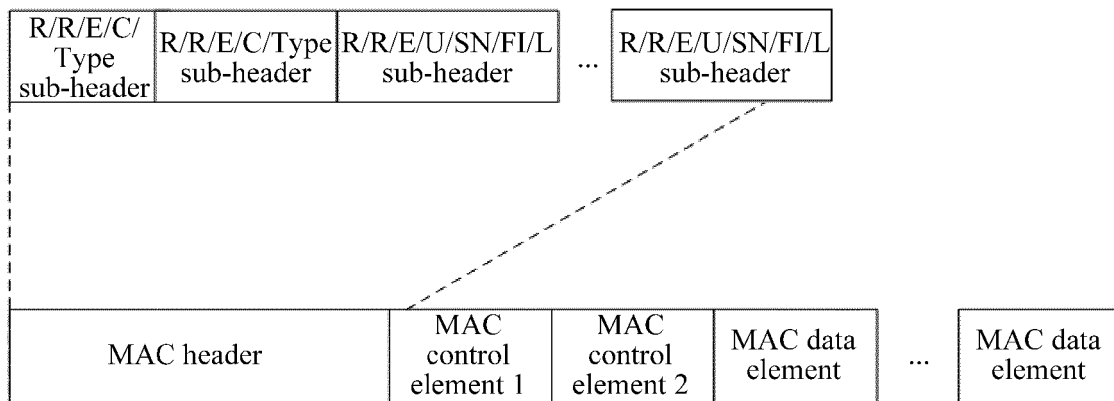 R/R/E/C/
Type
sub-header
R/R/E/C/Type
sub-header
R/R/E/U/SN/FI/L
sub-header
...
R/R/E/U/SN/FI/L
sub-header
MAC header
MAC
control
element 1
MAC
control
element 2
MAC data
element
...
MAC data
element